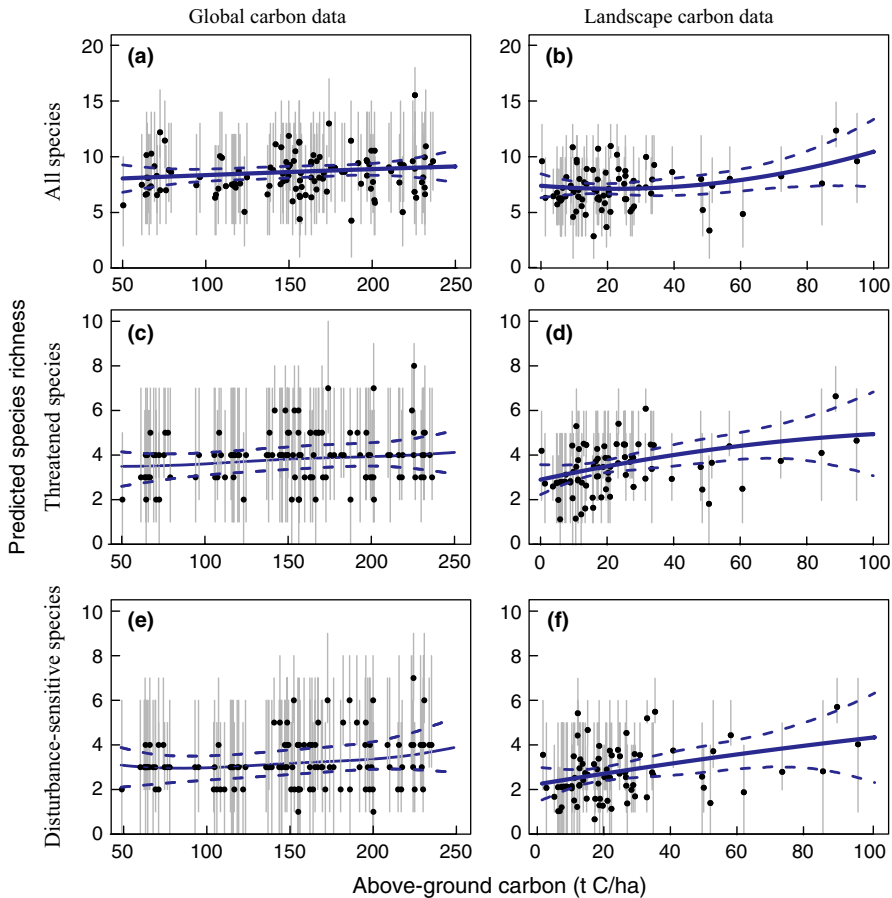 Global carbon data
Landscape carbon data
Predicted species richness
All species
(a)
20
15
10
5
0
50 100 150 200 250
(b)
20
15
10
5
0
0 20 40 60 80 100
Threatened species
(c)
10
8
6
4
2
0
50 100 150 200 250
(d)
10
8
6
4
2
0
0 20 40 60 80 100
Disturbance-sensitive species
(e)
10
8
6
4
2
0
50 100 150 200 250
(f)
10
8
6
4
2
0
0 20 40 60 80 100
Above-ground carbon (t C/ha)